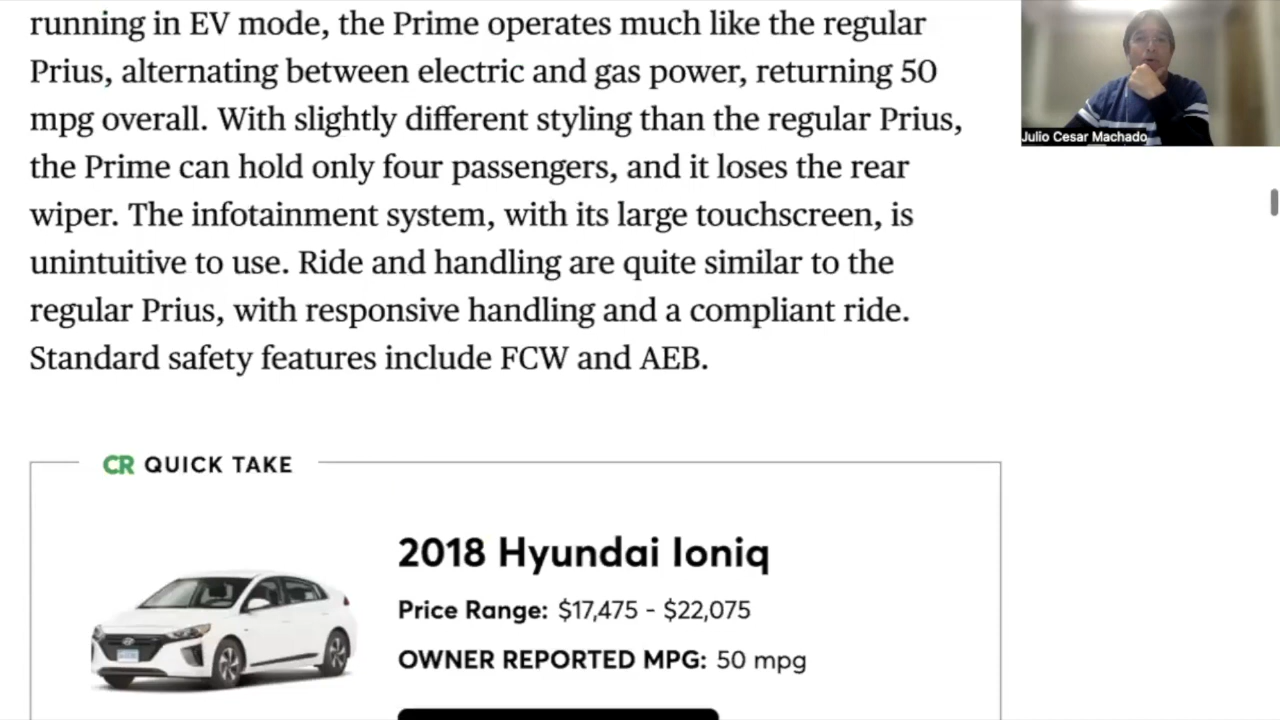 running in EV mode, the Prime operates much like the regular
Prius, alternating between electric and gas power, returning 50
mpg overall. With slightly different styling than the regular Prius,
the Prime can hold only four passengers, and it loses the rear
wiper. The infotainment system, with its large touchscreen, is
unintuitive to use. Ride and handling are quite similar to the
regular Prius, with responsive handling and a compliant ride.
Standard safety features include FCW and AEB.
Julio Cesar Machado
CR QUICK TAKE
2018 Hyundai Ioniq
Price Range: $17,475 - $22,075
OWNER REPORTED MPG: 50 mpg